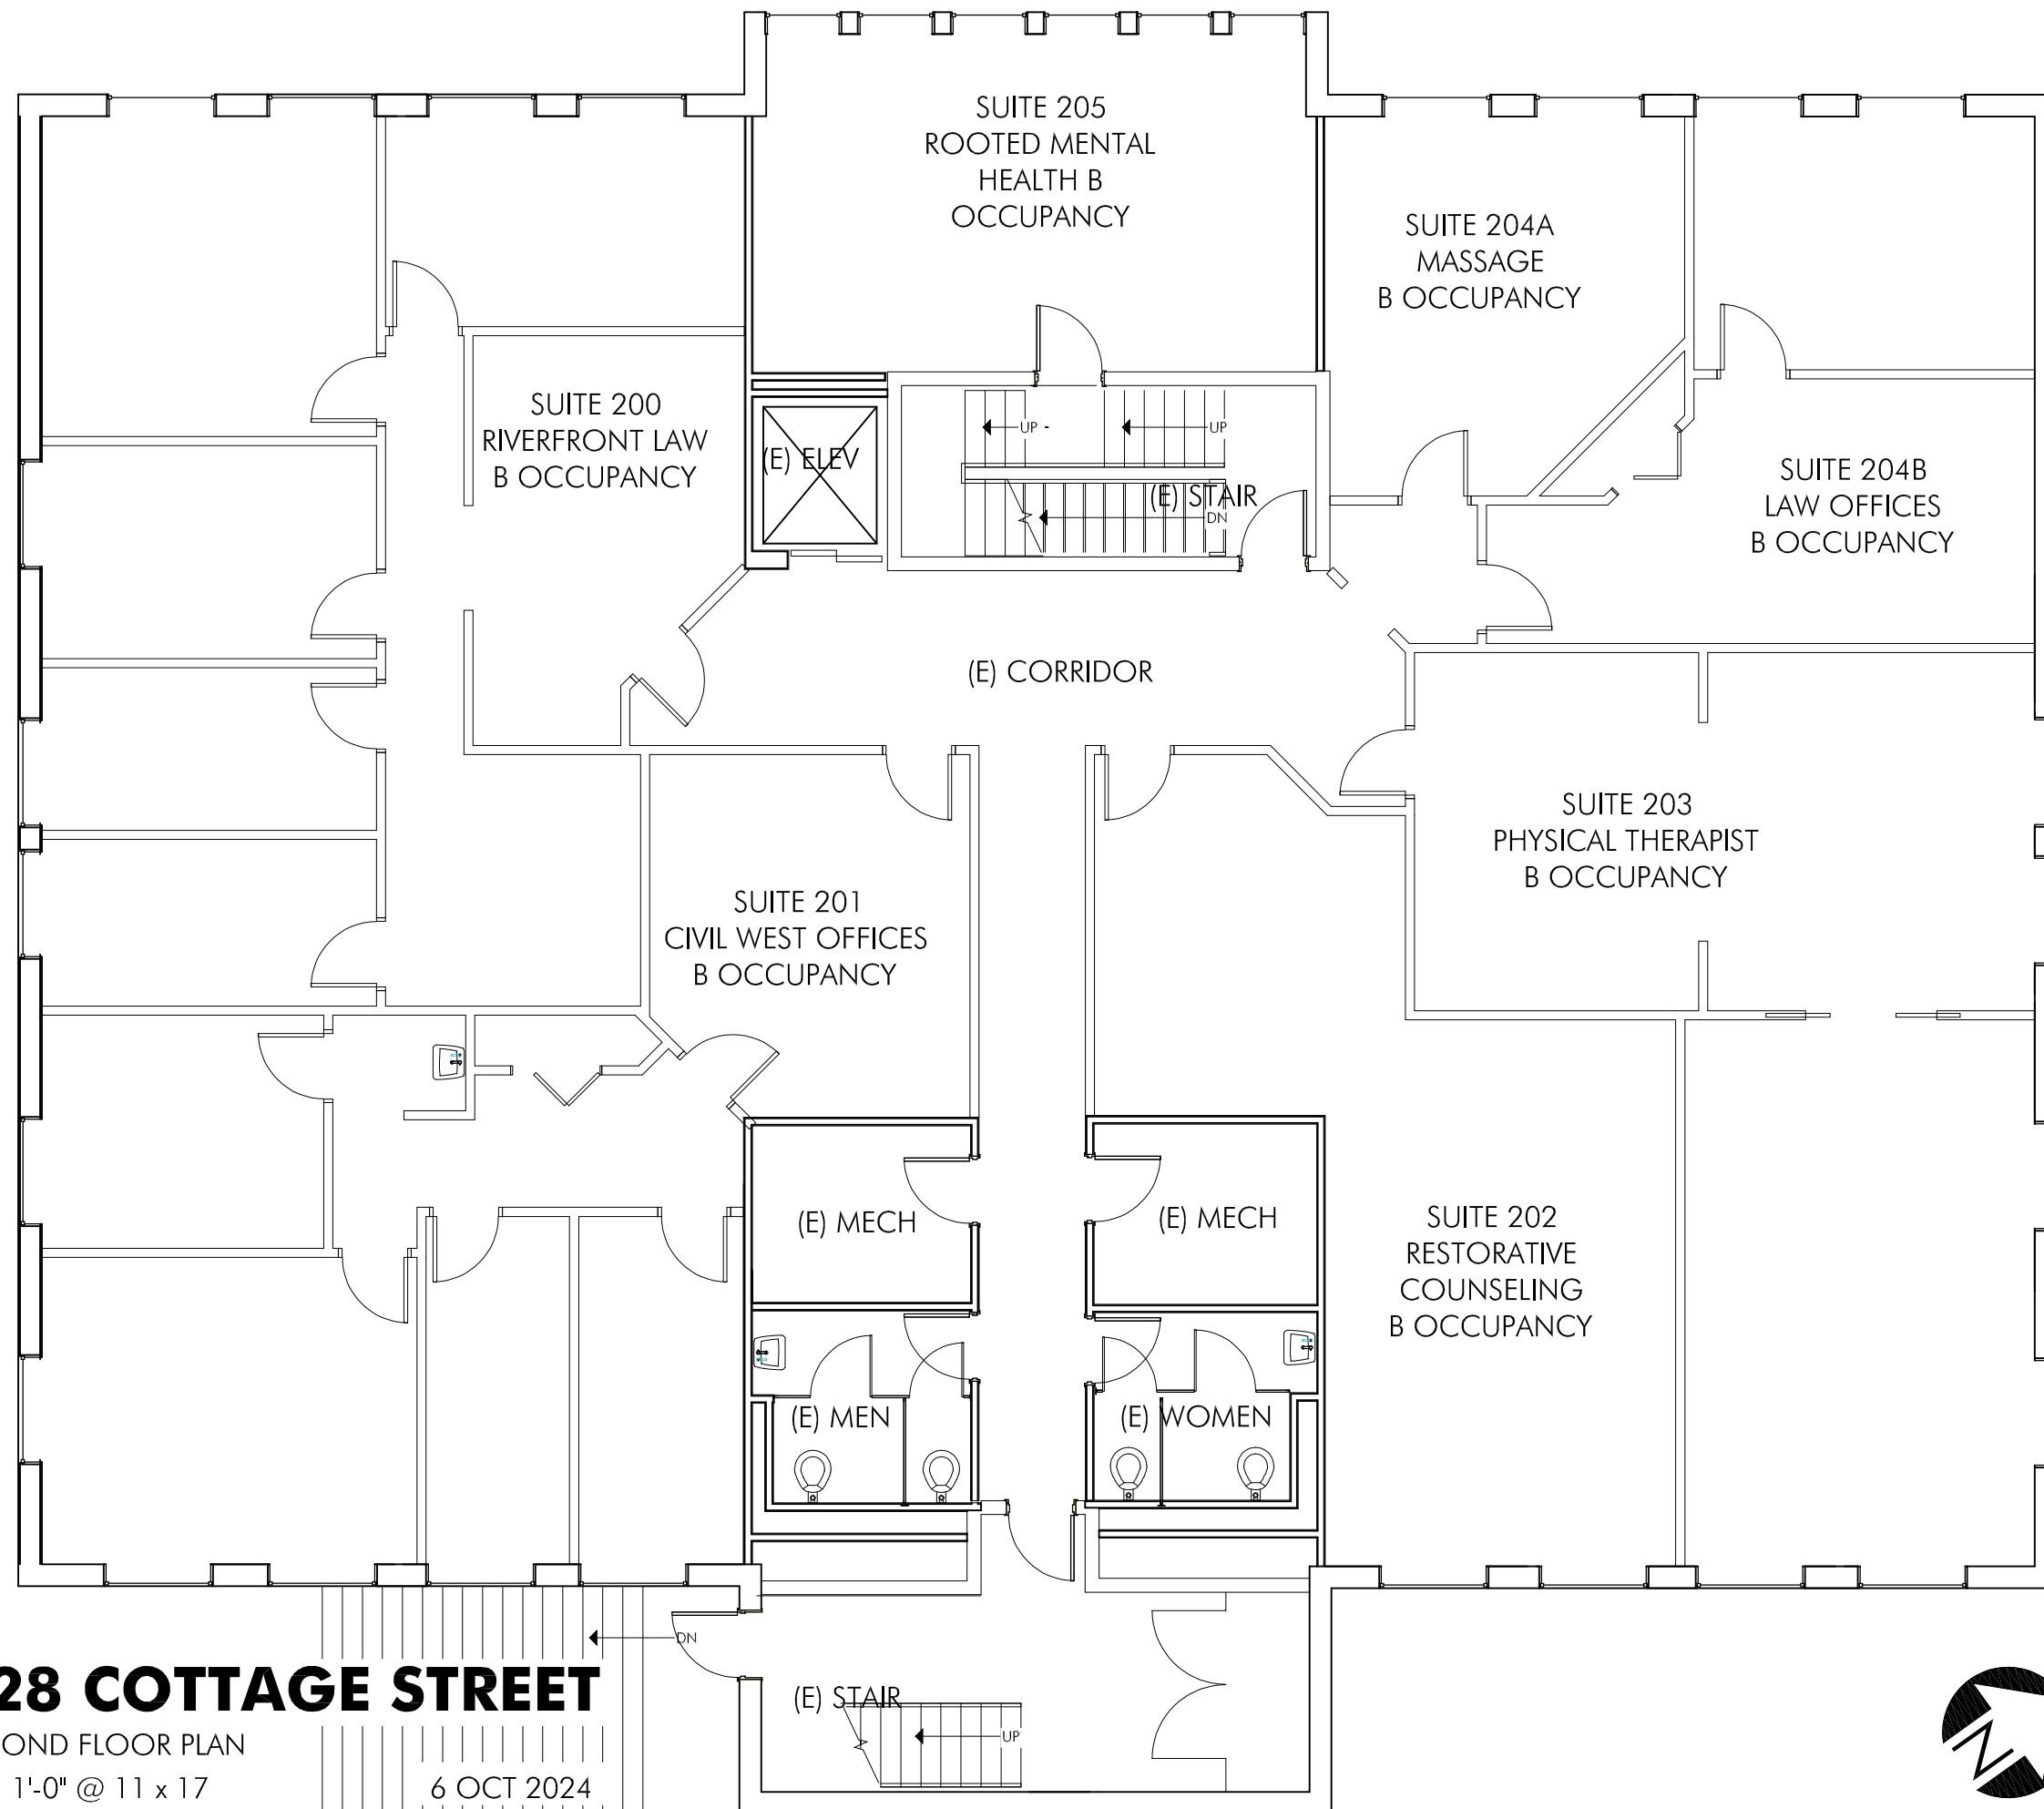 SUITE 205
ROOTED MENTAL
HEALTH B
OCCUPANCY
SUITE 204A
MASSAGE
B OCCUPANCY
SUITE 200
RIVERFRONT LAW
B OCCUPANCY
(E) ELEV
UP -
UP
(E) STAIR
DN
SUITE 204B
LAW OFFICES
B OCCUPANCY
(E) CORRIDOR
SUITE 203
PHYSICAL THERAPIST
B OCCUPANCY
SUITE 201
CIVIL WEST OFFICES
B OCCUPANCY
(E) MECH
(E) MECH
SUITE 202
RESTORATIVE
COUNSELING
B OCCUPANCY
(E) MEN
(E) WOMEN
DN
28 COTTAGE STREET
(E) STAIR
UP
OND FLOOR PLAN
1'-0" @ 11 x 17
6 OCT 2024
N